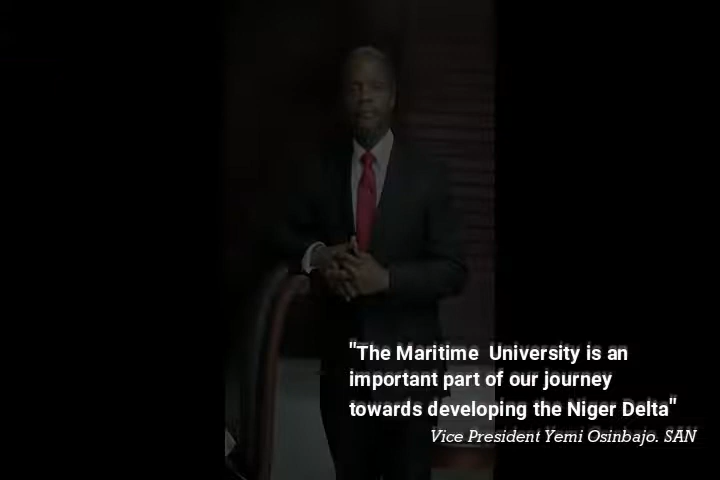 "The Maritime University is an
important part of our journey
towards developing the Niger Delta"
Vice President Yemi Osinbajo. SAN